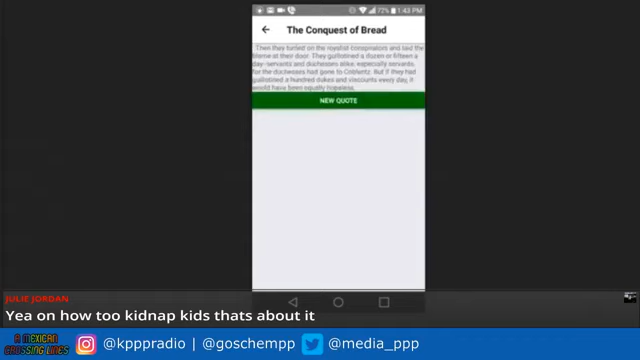 72% 1:43 PM
The Conquest of Bread
Then they turned on the royalist conspirators and laid the
blame at their door. They guillotined a dozen or fifteen a
day-servants and duchesses alike, especially servants,
for the duchesses had gone to Coblentz. But if they had
guillotined a hundred dukes and viscounts every day, it
would have been equally hopeless.
NEW QUOTE
JULIE JORDAN
Yea on how too kidnap kids thats about it
A MEXICAN
CROSSING LINES
@kpppradio | @goschempp
@media_ppp